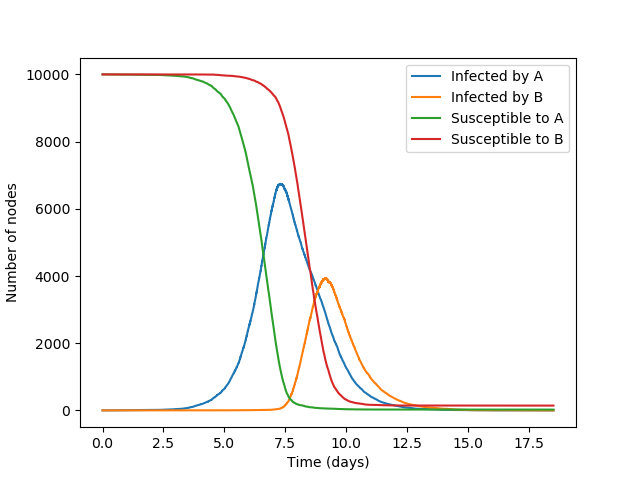 Infected by A
Infected by B
Susceptible to A
Susceptible to B
Number of nodes
10000
8000
6000
4000
2000
0
0.0 2.5 5.0 7.5 10.0 12.5 15.0 17.5
Time (days)